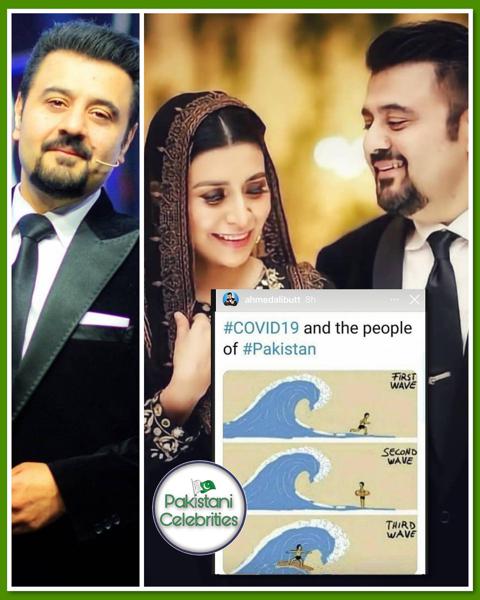 ahmedalibutt 8h
#COVID19 and the people
of #Pakistan
FIRST
WAVE
SECOND
WAVE
THIRD
WAVE
Pakistani
Celebrities